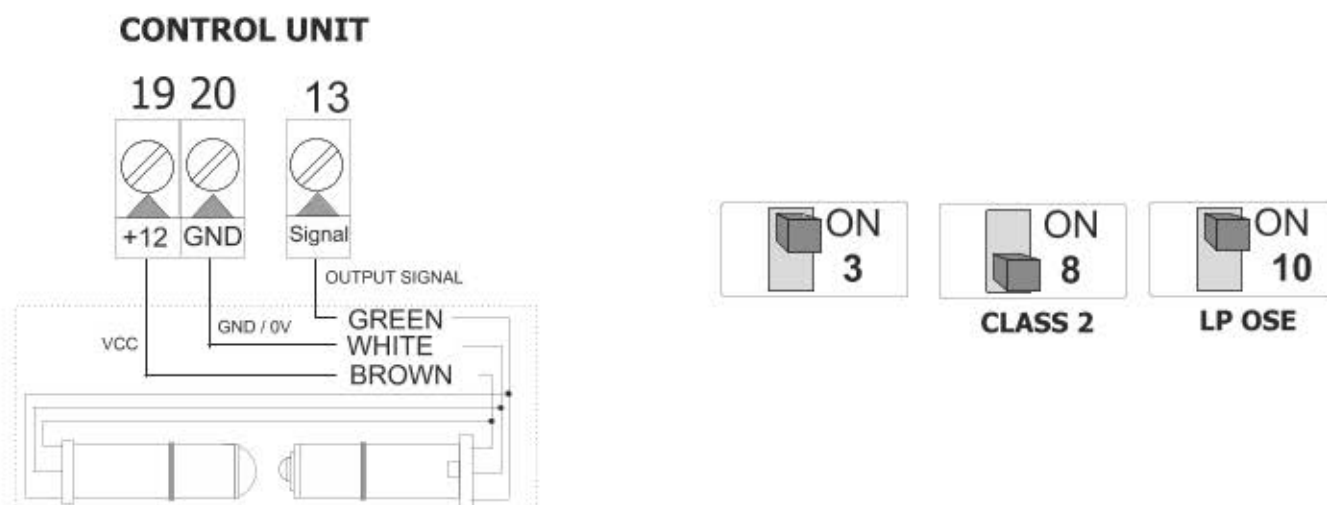 CONTROL UNIT
19 20 13
+12 GND Signal
OUTPUT SIGNAL
GREEN
GND / 0V
WHITE
VCC
BROWN
ON
3
ON
8
CLASS 2
ON
10
LP OSE